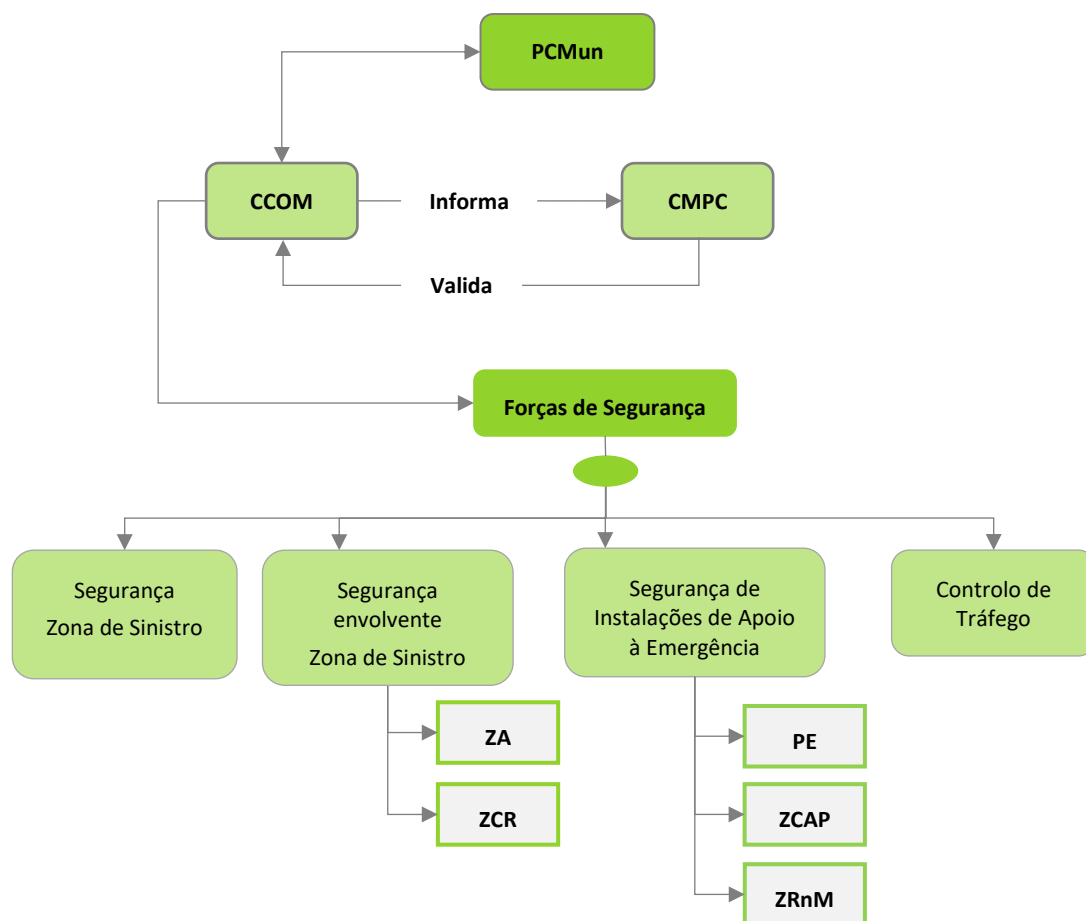 PCMun
CCOM
Informa
CMPC
Valida
Forças de Segurança
Segurança
Zona de Sinistro
Segurança
envolvente
Zona de Sinistro
Segurança de
Instalações de Apoio
à Emergência
Controlo de
Tráfego
ZA
ZCR
PE
ZCAP
ZRnM